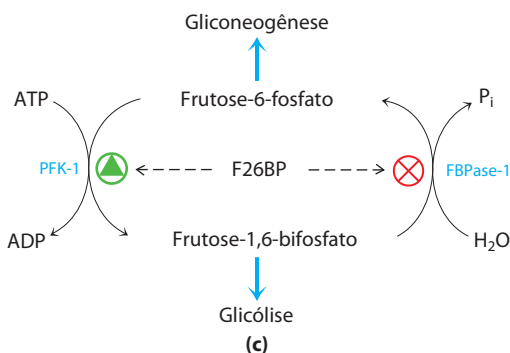 Gliconeogênese
ATP
Frutose-6-fosfato
Pi
PFK-1
F26BP
FBPase-1
ADP
Frutose-1,6-bifosfato
H2O
Glicólise
(c)